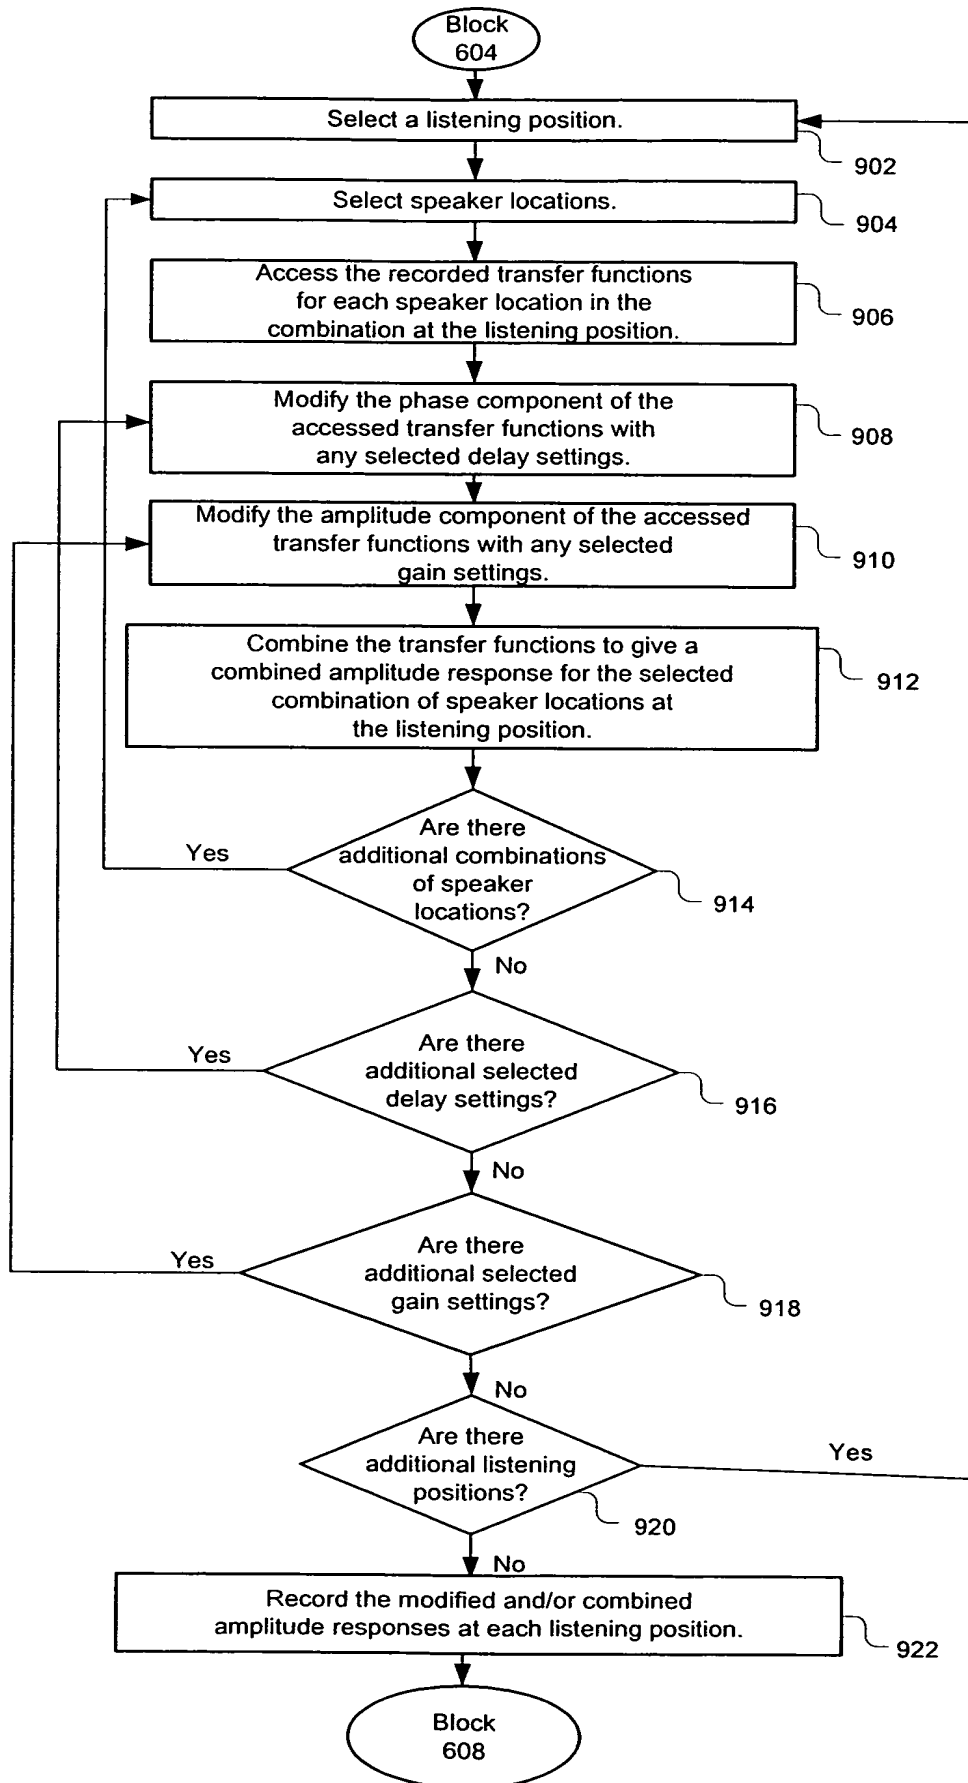 Block
604
Select a listening position.
902
Select speaker locations.
904
Access the recorded transfer functions
for each speaker location in the
combination at the listening position.
906
Modify the phase component of the
accessed transfer functions with
any selected delay settings.
908
Modify the amplitude component of the accessed
transfer functions with any selected
gain settings.
910
Combine the transfer functions to give a
combined amplitude response for the selected
combination of speaker locations at
the listening position.
912
Are there
additional combinations
of speaker
locations?
Yes
914
No
Are there
additional selected
delay settings?
Yes
916
No
Are there
additional selected
gain settings?
Yes
918
No
Are there
additional listening
positions?
Yes
920
No
Record the modified and/or combined
amplitude responses at each listening position.
922
Block
608